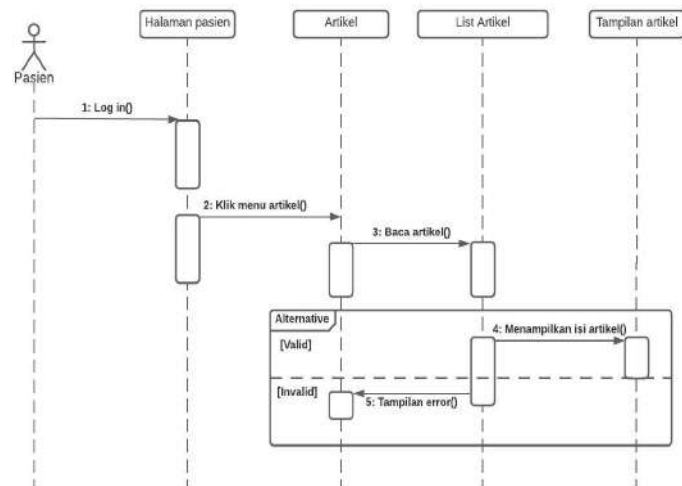 Halaman pasien
Artikel
List Artikel
Tampilan artikel
Pasien
1: Log in()
2: Klik menu artikel()
3: Baca artikel()
Alternative
4: Menampilkan isi artikel()
[Valid]
[Invalid]
5: Tampilan error()